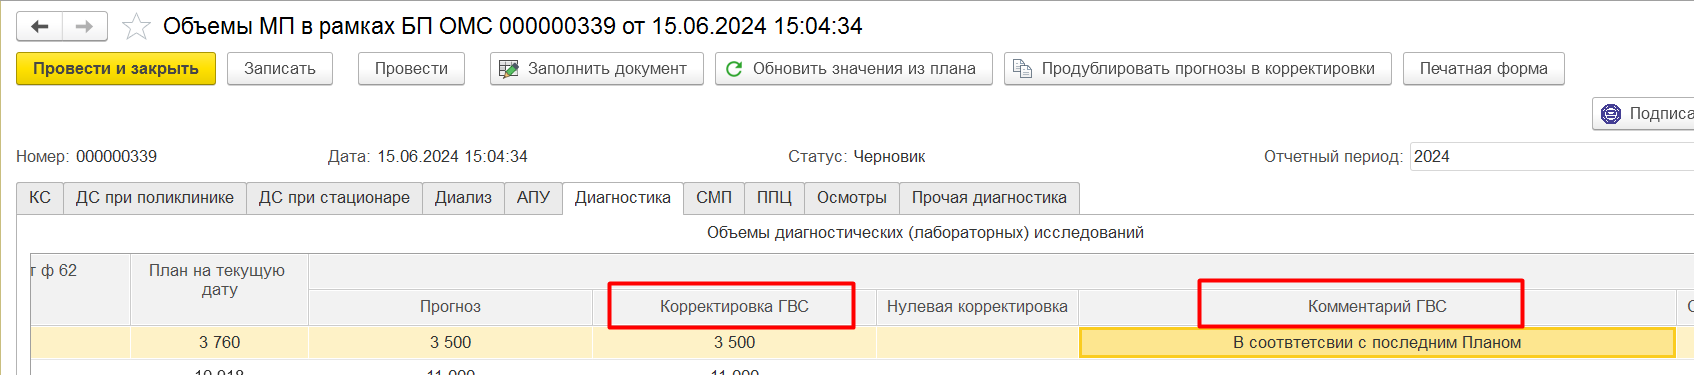 Объемы МП в рамках БП ОМС 000000339 от 15.06.2024 15:04:34
Провести и закрыть Записать Провести Заполнить документ Обновить значения из плана Продублировать прогнозы в корректировки Печатная форма
Подписа
Номер: 000000339 Дата: 15.06.2024 15:04:34 Статус: Черновик Отчетный период: 2024
КС ДС при поликлинике ДС при стационаре Диализ АПУ Диагностика СМП ППЦ Осмотры Прочая диагностика
Объемы диагностических (лабораторных) исследований
т ф 62 План на текущую
дату
Прогноз Корректировка ГВС Нулевая корректировка Комментарий ГВС
3 760 3 500 3 500 В соотвтетсвии с последним Планом